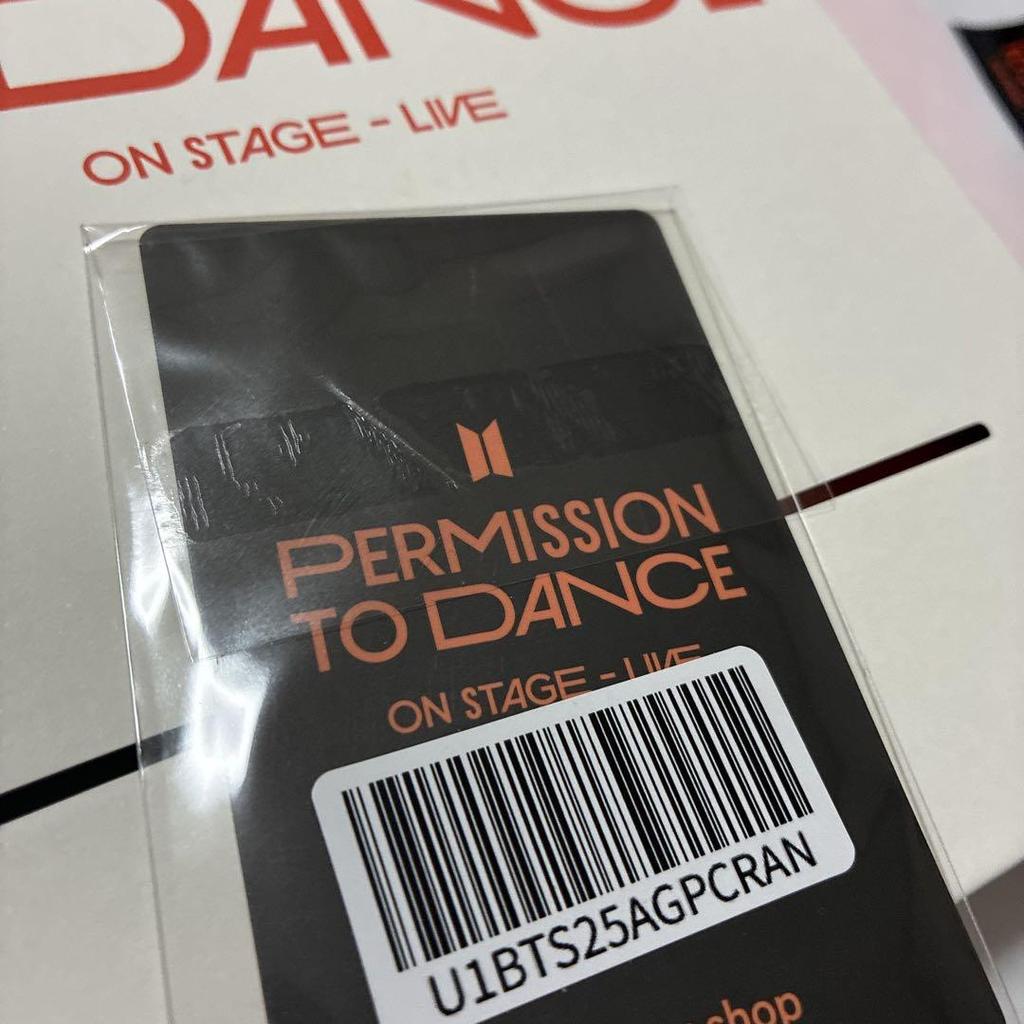 DANC
ON STAGE - LIVE
PERMISSION
TO DANCE
ON STAGE - LIVE
U1BTS25AGPCRAN
shop